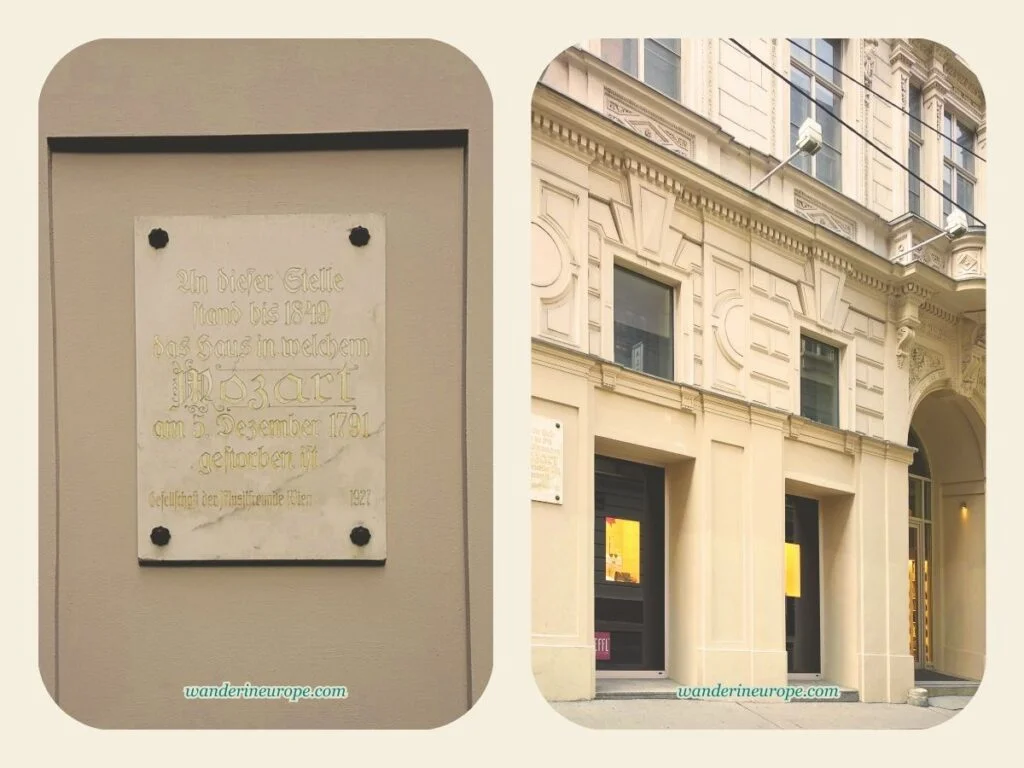 An dieser Stelle
stand bis 1849
das Haus in welchem
Mozart
am 5. Dezember 1791
gestorben ist
Gesellschaft der Musikfreunde Wien 1927
wanderineurope.com
EFFL
wanderineurope.com